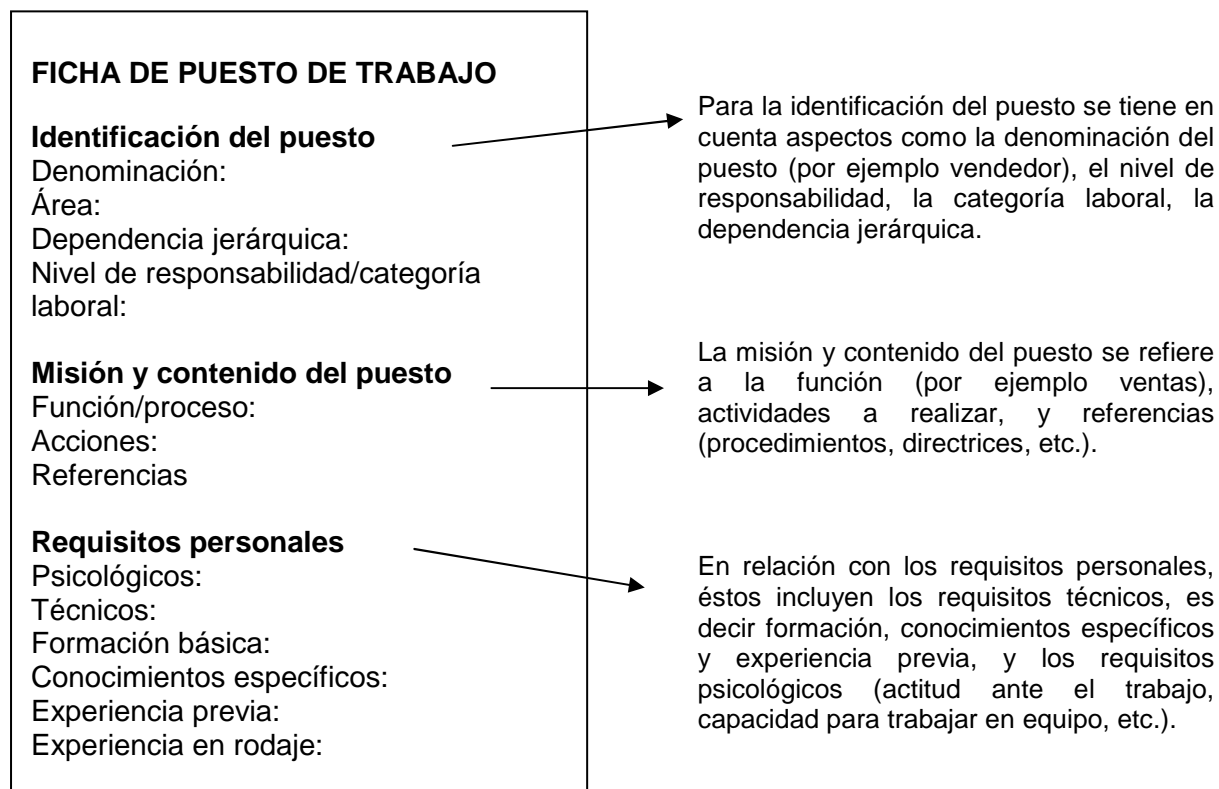 FICHA DE PUESTO DE TRABAJO
Identificación del puesto
Denominación:
Área:
Dependencia jerárquica:
Nivel de responsabilidad/categoría
laboral:
Misión y contenido del puesto
Función/proceso:
Acciones:
Referencias
Requisitos personales
Psicológicos:
Técnicos:
Formación básica:
Conocimientos específicos:
Experiencia previa:
Experiencia en rodaje:
Para la identificación del puesto se tiene en
cuenta aspectos como la denominación del
puesto (por ejemplo vendedor), el nivel de
responsabilidad, la categoría laboral, la
dependencia jerárquica.
La misión y contenido del puesto se refiere
a la función (por ejemplo ventas),
actividades a realizar, y referencias
(procedimientos, directrices, etc.).
En relación con los requisitos personales,
éstos incluyen los requisitos técnicos, es
decir formación, conocimientos específicos
y experiencia previa, y los requisitos
psicológicos (actitud ante el trabajo,
capacidad para trabajar en equipo, etc.).